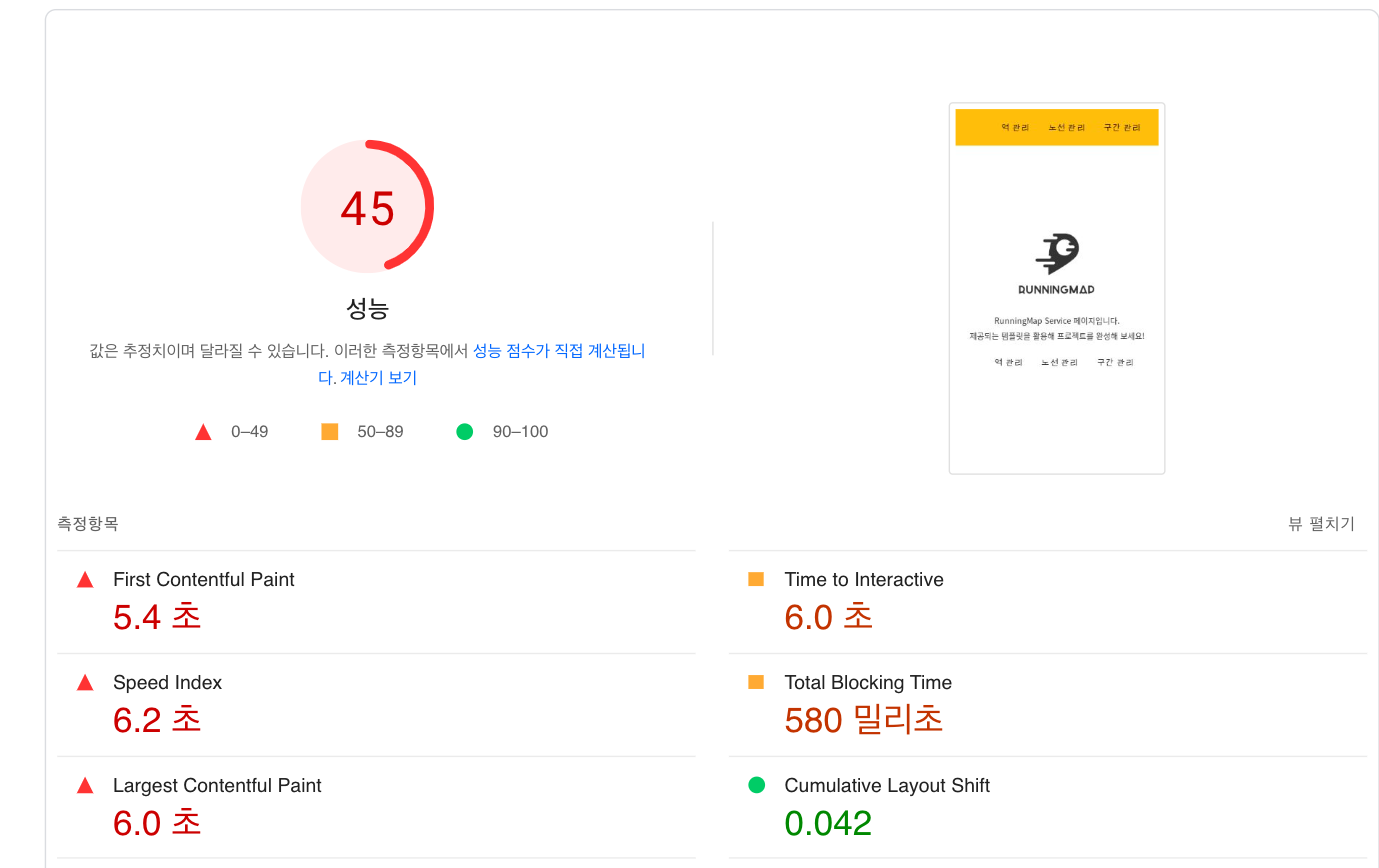 45
성능
값은 추정치이며 달라질 수 있습니다. 이러한 측정항목에서 성능 점수가 직접 계산됩니
다. 계산기 보기
0–49 50–89 90–100
역 관리 노선 관리 구간 관리
RUNNINGMAP
RunningMap Service 페이지입니다.
제공되는 템플릿을 활용해 프로젝트를 완성해 보세요!
역 관리 노선 관리 구간 관리
측정항목 뷰 펼치기
First Contentful Paint
5.4 초
Time to Interactive
6.0 초
Speed Index
6.2 초
Total Blocking Time
580 밀리초
Largest Contentful Paint
6.0 초
Cumulative Layout Shift
0.042